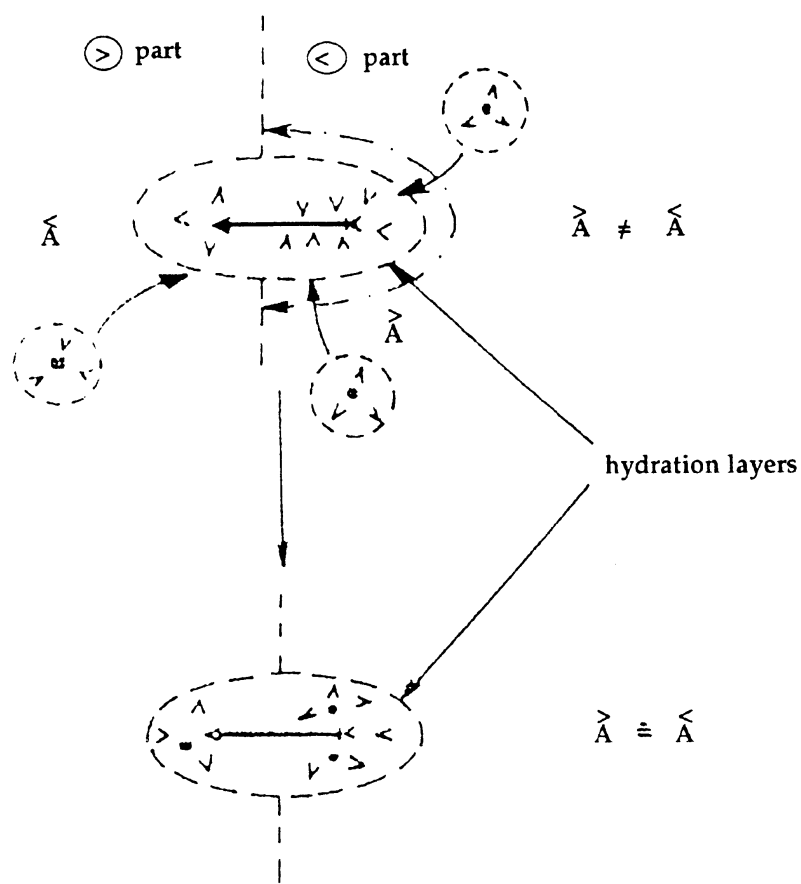 > part < part
Â ≠ Â
Â
Â
hydration layers
Â ≐ Â